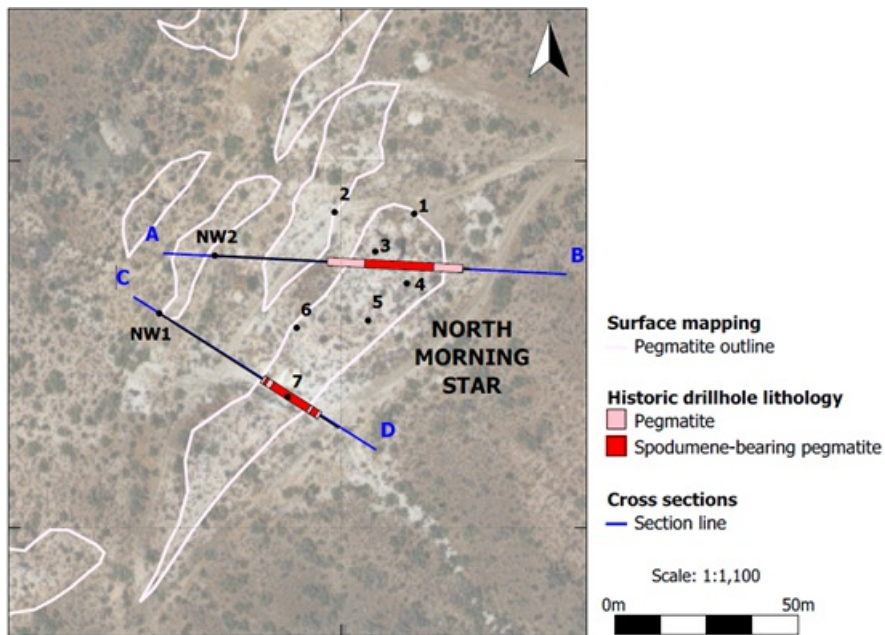 2
1
A
NW2
3
B
C
4
NW1
6
5
NORTH
MORNING
STAR
7
D
Surface mapping
Pegmatite outline
Historic drillhole lithology
Pegmatite
Spodumene-bearing pegmatite
Cross sections
Section line
Scale: 1:1,100
0m
50m